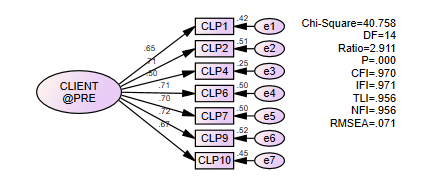 CLIENT
@PRE
.65
.71
.50
.71
.70
.72
.67
CLP1
.42
e1
CLP2
.51
e2
CLP4
.25
e3
CLP6
.50
e4
CLP7
.50
e5
CLP9
.52
e6
CLP10
.45
e7
Chi-Square=40.758
DF=14
Ratio=2.911
P=.000
CFI=.970
IFI=.971
TLI=.956
NFI=.956
RMSEA=.071